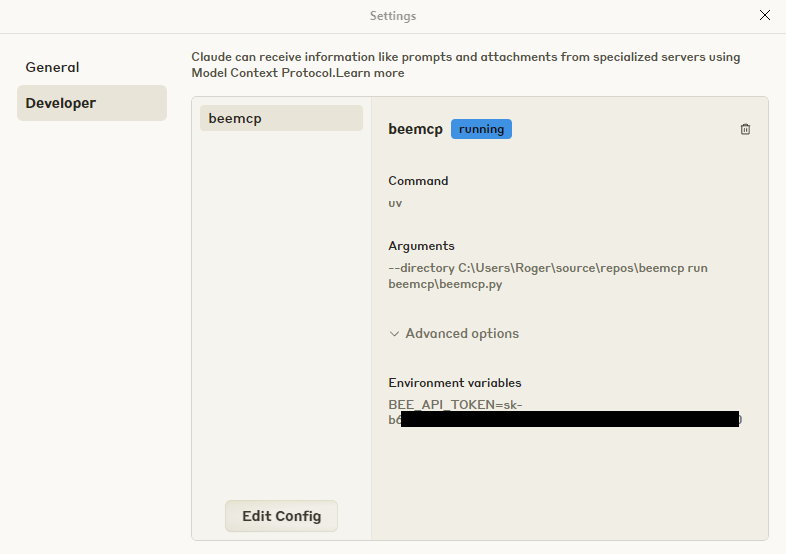 Settings
General
Developer
Claude can receive information like prompts and attachments from specialized servers using
Model Context Protocol.Learn more
beemcp
beemcp running
Command
uv
Arguments
--directory C:\Users\Roger\source\repos\beemcp run
beemcp\beemcp.py
Advanced options
Environment variables
BEE_API_TOKEN=sk-
Edit Config